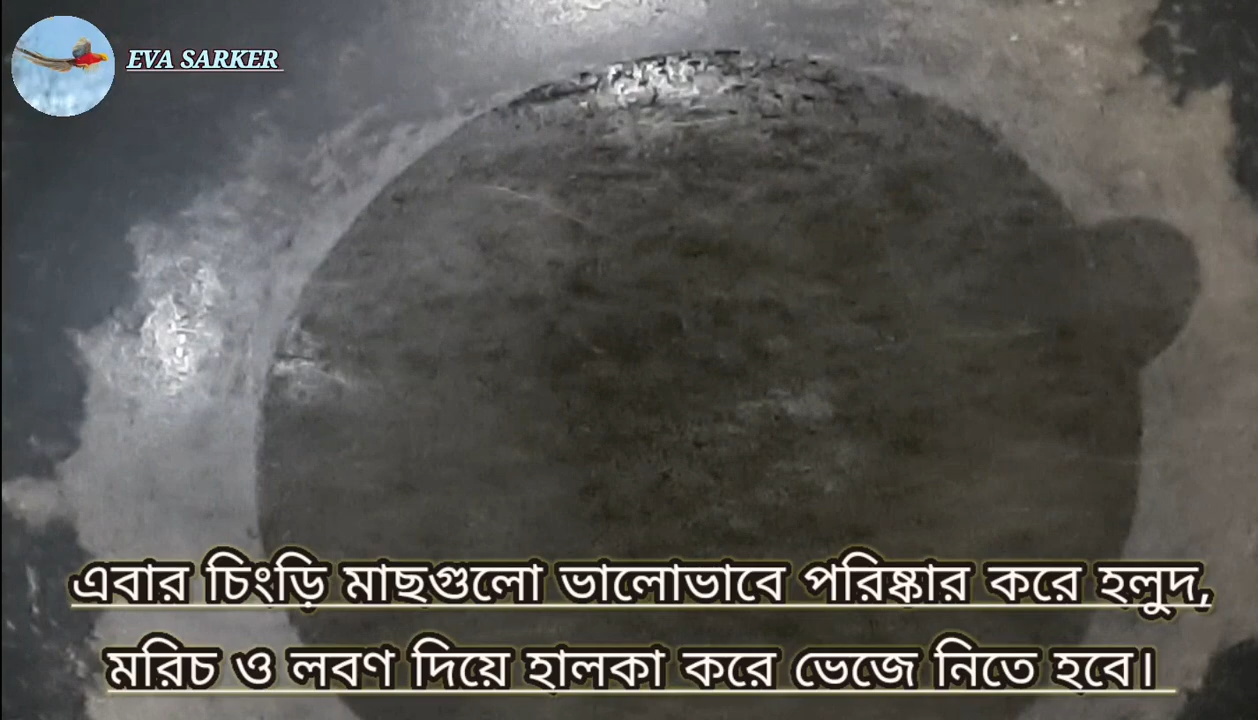 EVA SARKER
এবার চিংড়ি মাছগুলো ভালোভাবে পরিষ্কার করে হলুদ,
মরিচ ও লবণ দিয়ে হালকা করে ভেজে নিতে হবে।